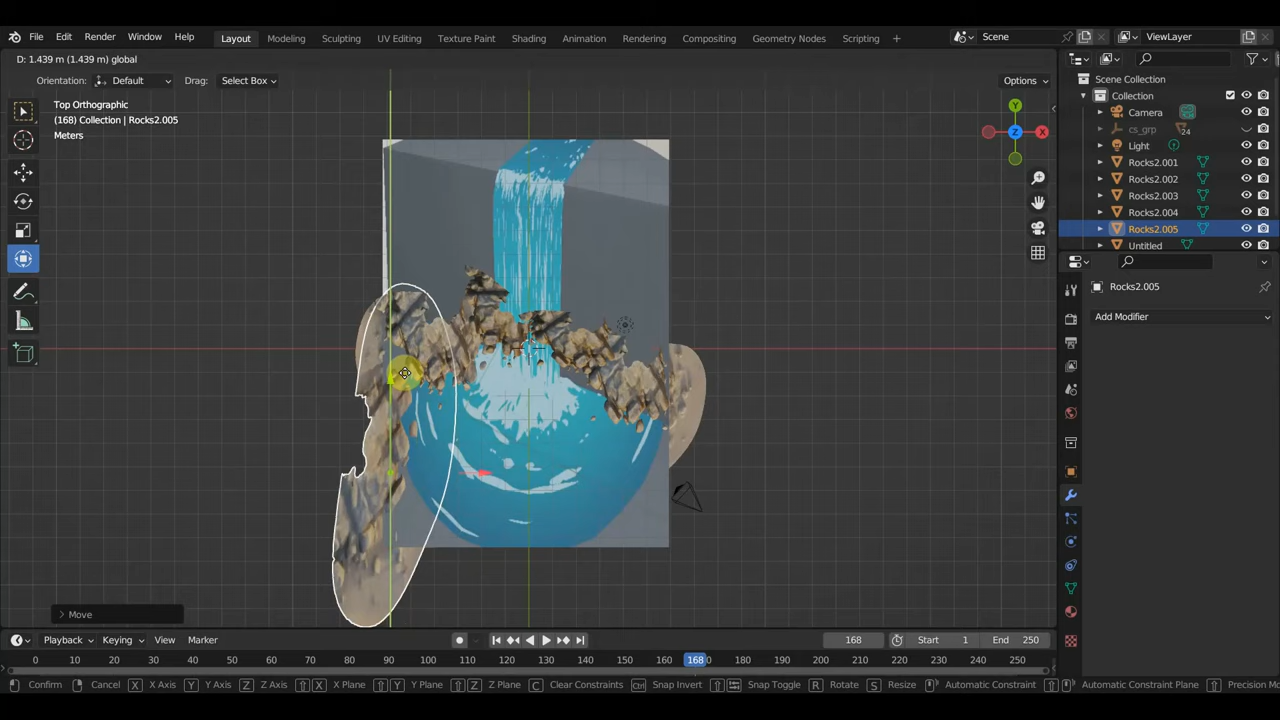 File Edit Render Window Help Layout Modeling Sculpting UV Editing Texture Paint Shading Animation Rendering Compositing Geometry Nodes Scripting + Scene ViewLayer
D: 1.439 m (1.439 m) global
Orientation: Default Drag: Select Box Options
Top Orthographic
(168) Collection | Rocks2.005
Meters
Y
X
Z
Scene Collection
Collection
Camera
cs_grp 24
Light
Rocks2.001
Rocks2.002
Rocks2.003
Rocks2.004
Rocks2.005
Untitled
Rocks2.005
Add Modifier
> Move
Playback Keying View Marker 168 Start 1 End 250
0 10 20 30 40 50 60 70 80 90 100 110 120 130 140 150 160 168 180 190 200 210 220 230 240 250
Confirm Cancel X X Axis Y Y Axis Z Z Axis X X Plane Y Y Plane Z Z Plane C Clear Constraints Ctrl Snap Invert Snap Toggle R Rotate S Resize Automatic Constraint Automatic Constraint Plane Precision Mo